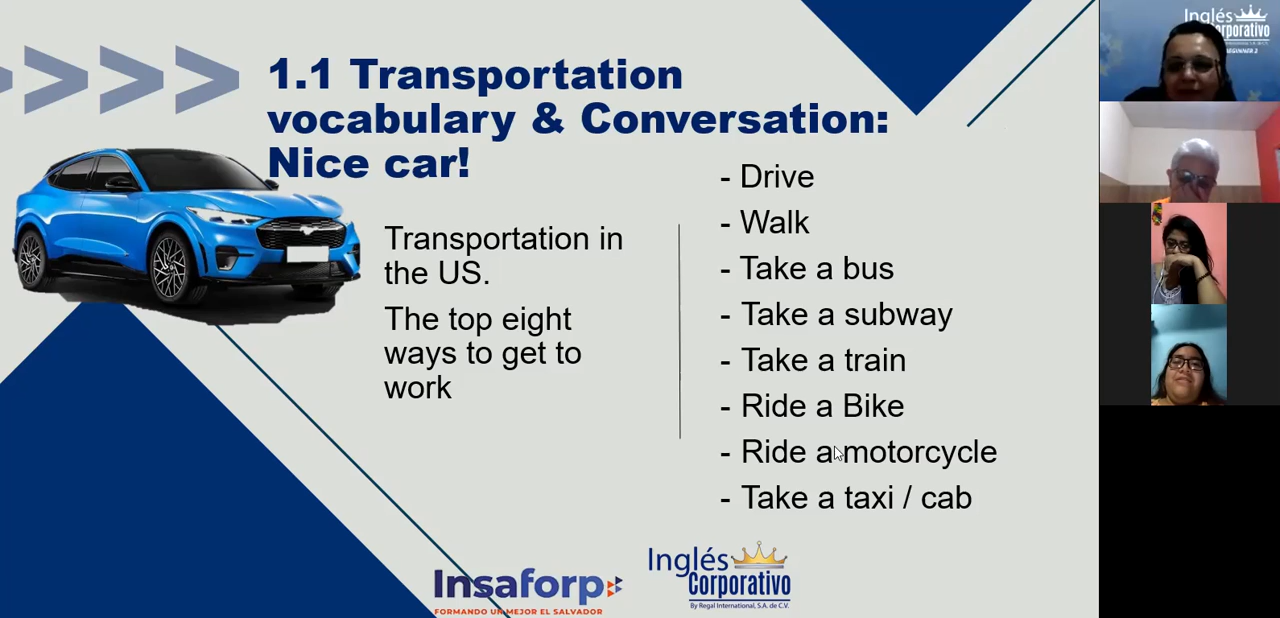 1.1 Transportation
vocabulary & Conversation:
Nice car!
Transportation in
the US.
The top eight
ways to get to
work
- Drive
- Walk
- Take a bus
- Take a subway
- Take a train
- Ride a Bike
- Ride a motorcycle
- Take a taxi / cab
Insaforp
FORMANDO UN MEJOR EL SALVADOR
Inglés
Corporativo
By Regal International, S.A. de C.V.
Inglés
Corporativo
BEGINNER 2